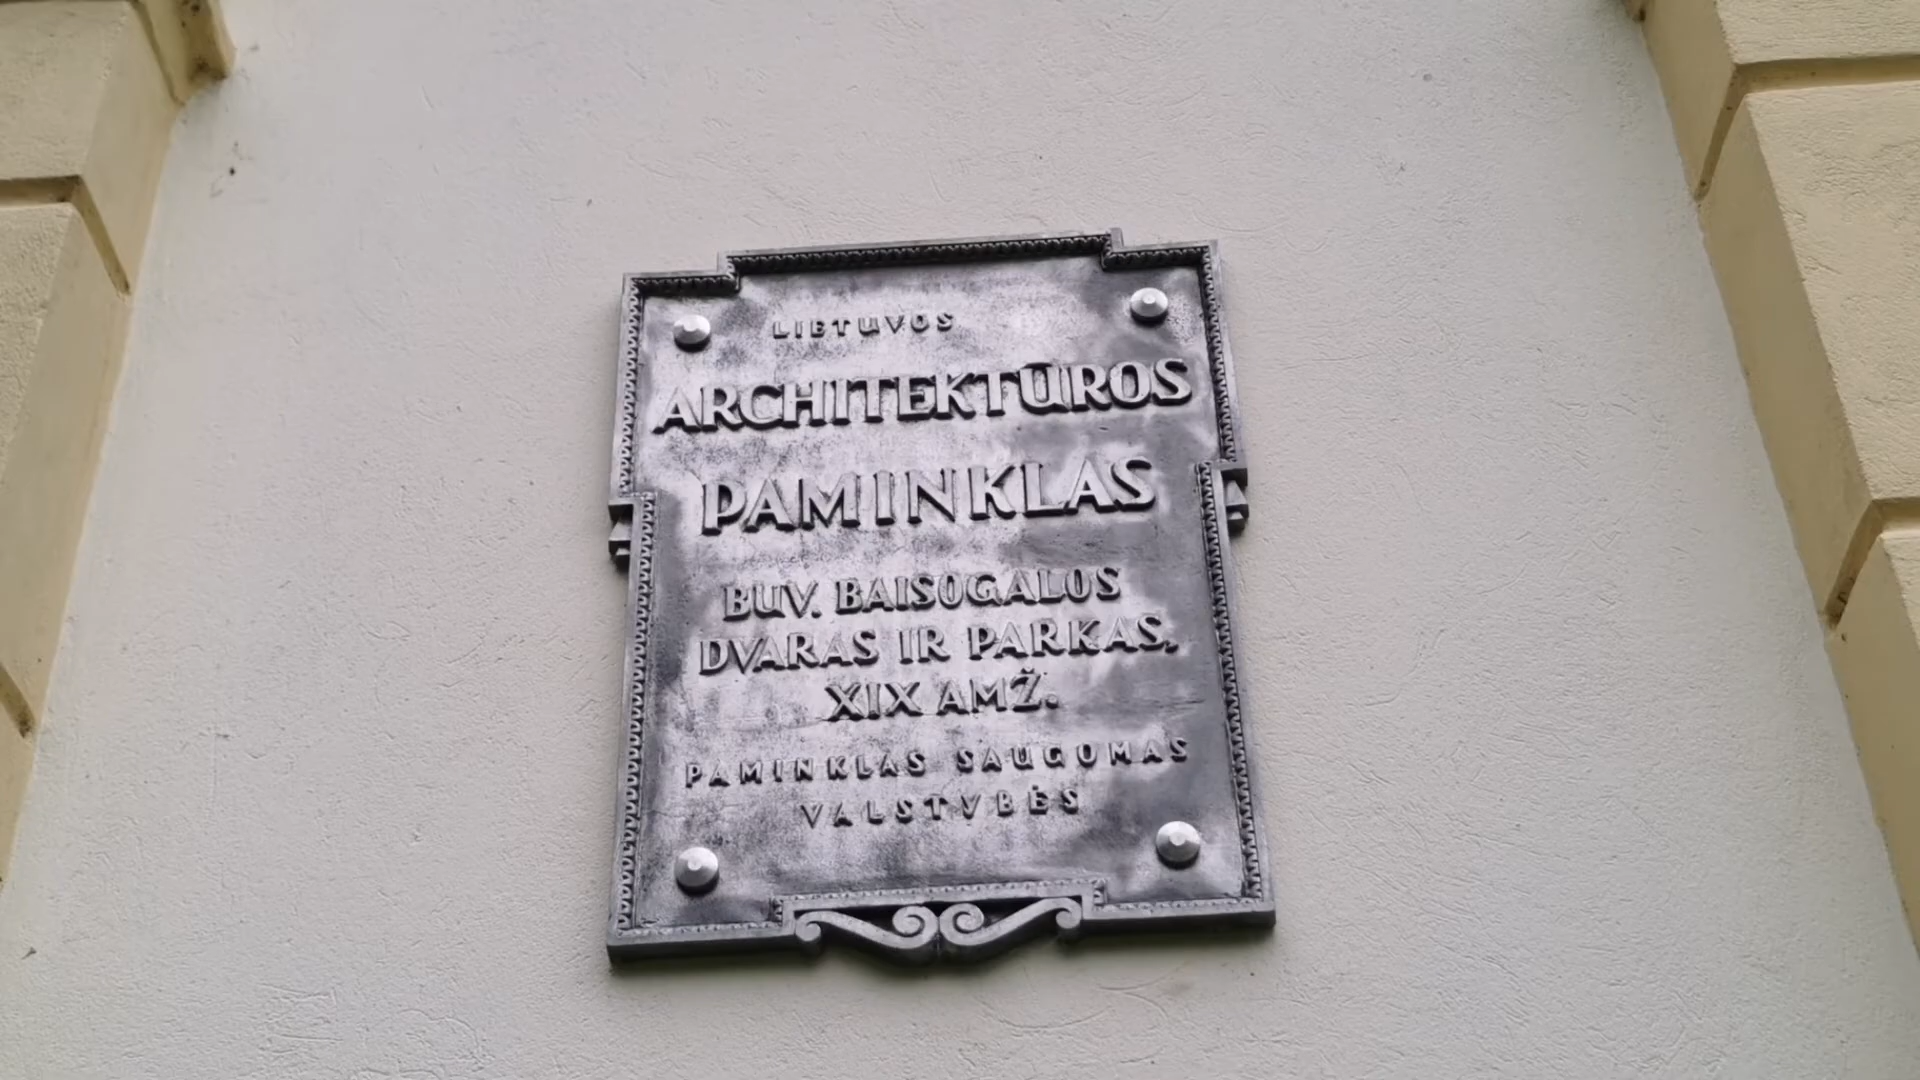 LIETUVOS
ARCHITEKTŪROS
PAMINKLAS
BUV. BAISOGALOS
DVARAS IR PARKAS,
XIX AMŽ.
PAMINKLAS SAUGOMAS
VALSTYBĖS